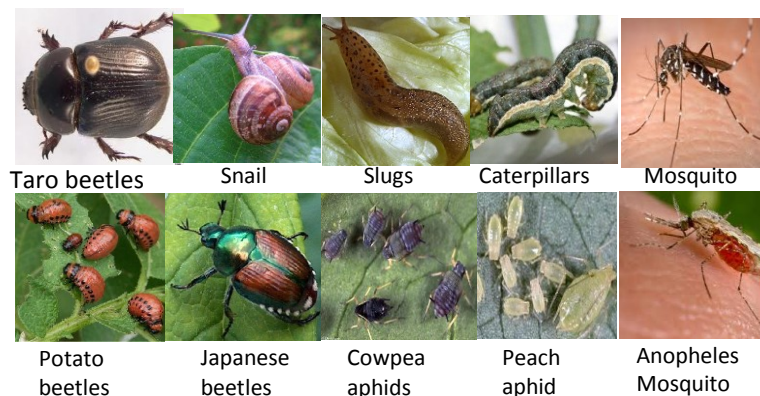 Taro beetles
Snail
Slugs
Caterpillars
Mosquito
Potato
beetles
Japanese
beetles
Cowpea
aphids
Peach
aphid
Anopheles
Mosquito